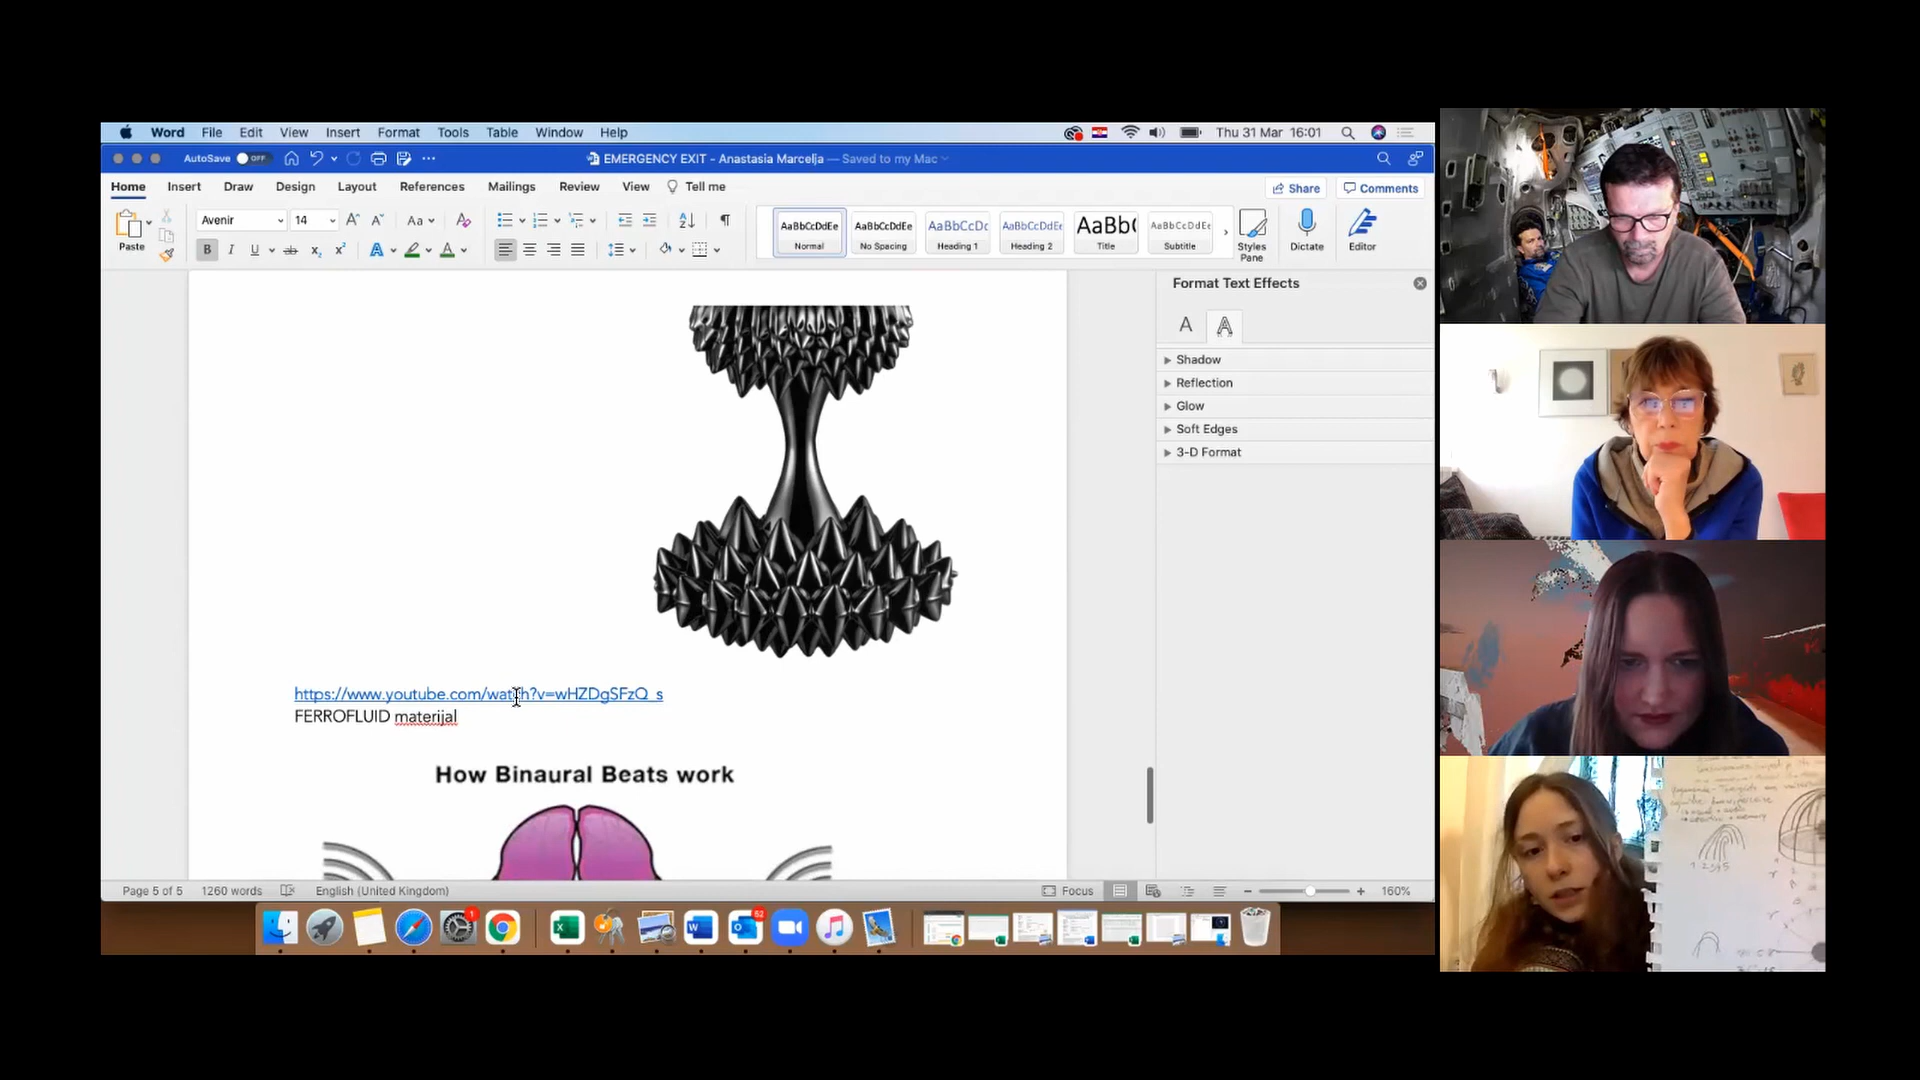 Word File Edit View Insert Format Tools Table Window Help Thu 31 Mar 16:01
AutoSave OFF EMERGENCY EXIT - Anastasia Marcelja — Saved to my Mac
Home Insert Draw Design Layout References Mailings Review View Tell me Share Comments
Paste
Avenir 14
AaBbCcDdEe
Normal
AaBbCcDdEe
No Spacing
AaBbCcDc
Heading 1
AaBbCcDdEe
Heading 2
AaBb(
Title
AaBbCcDdEe
Subtitle
Styles
Pane
Dictate
Editor
Format Text Effects
Shadow
Reflection
Glow
Soft Edges
3-D Format
https://www.youtube.com/watch?v=wHZDgSFzQ_s
FERROFLUID materijal
How Binaural Beats work
Page 5 of 5 1260 words English (United Kingdom) Focus 160%
1
52